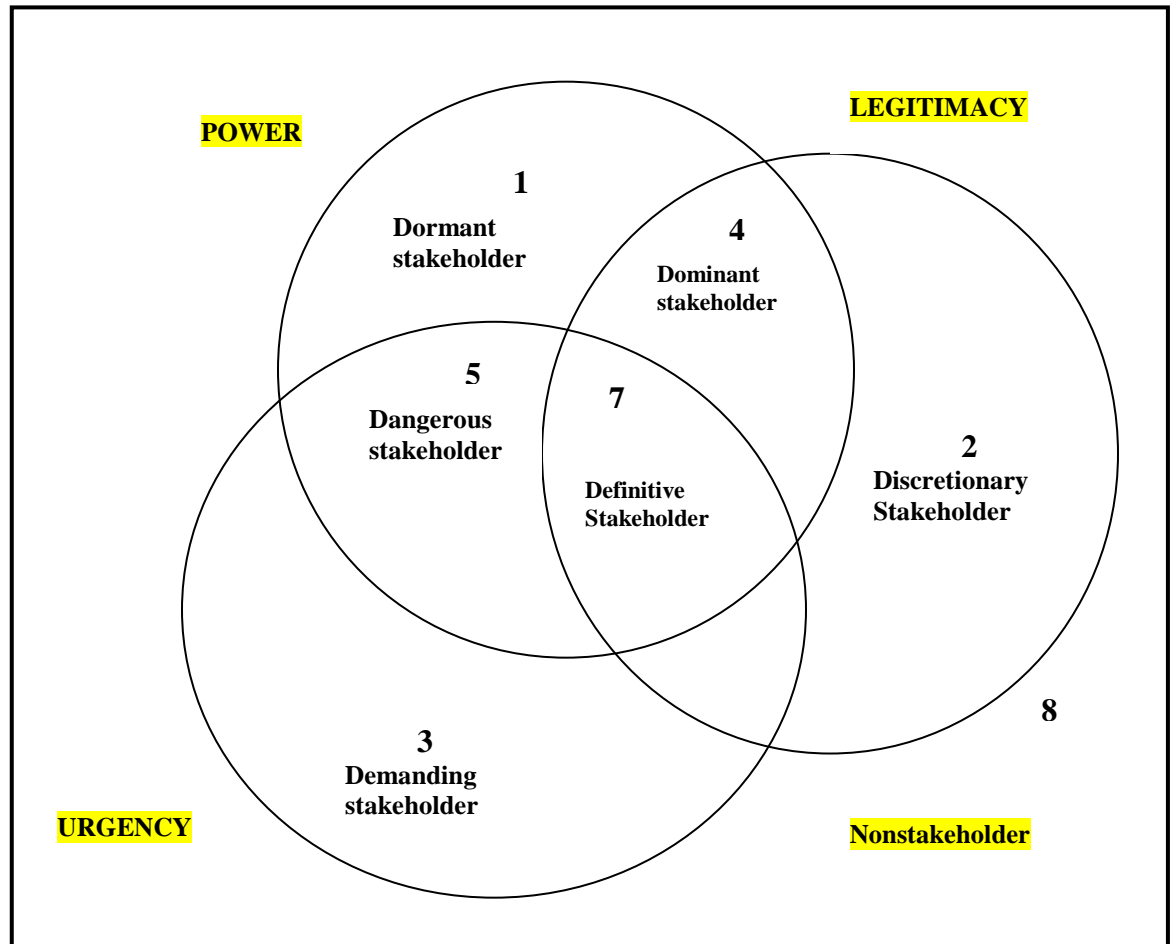 POWER
LEGITIMACY
1
Dormant
stakeholder
4
Dominant
stakeholder
5
Dangerous
stakeholder
7
Definitive
Stakeholder
2
Discretionary
Stakeholder
3
Demanding
stakeholder
8
URGENCY
Nonstakeholder